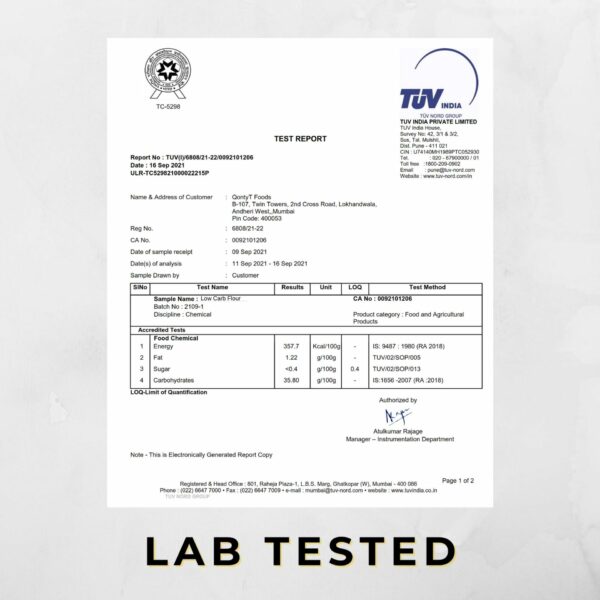 TC-5298
TÜV INDIA
TÜV NORD GROUP
TUV INDIA PRIVATE LIMITED
TUV India House,
Survey No: 42, 3/1 & 3/2,
Sus, Tal. Mulshi,
Dist. Pune - 411 021
CIN : U74140MH1989PTC052930
Tel. : 020 - 67900000 / 01
Toll free :1800-209-0902
Email : pune@tuv-nord.com
Website : www.tuv-nord.com/in
TEST REPORT
Report No : TUV(I)/6808/21-22/0092101206
Date : 16 Sep 2021
ULR-TC529821000022215P
Name & Address of Customer : QontyT Foods
B-107, Twin Towers, 2nd Cross Road, Lokhandwala,
Andheri West,Mumbai
Pin Code: 400053
Reg No. : 6808/21-22
CA No. : 0092101206
Date of sample receipt : 09 Sep 2021
Date(s) of analysis : 11 Sep 2021 - 16 Sep 2021
Sample Drawn by : Customer
SlNo Test Name Results Unit LOQ Test Method
Sample Name : Low Carb Flour CA No : 0092101206
Batch No : 2109-1
Discipline : Chemical Product category : Food and Agricultural
Products
Accredited Tests
Food Chemical
1 Energy 357.7 Kcal/100g - IS: 9487 : 1980 (RA 2018)
2 Fat 1.22 g/100g - TUV/02/SOP/005
3 Sugar <0.4 g/100g 0.4 TUV/02/SOP/013
4 Carbohydrates 35.80 g/100g - IS:1656 -2007 (RA :2018)
LOQ-Limit of Quantification
Authorized by
Atulkumar Rajage
Manager – Instrumentation Department
Note - This is Electronically Generated Report Copy
Page 1 of 2
Registered & Head Office : 801, Raheja Plaza-1, L.B.S. Marg, Ghatkopar (W), Mumbai - 400 086
Phone : (022) 6647 7000 • Fax : (022) 6647 7009 • e-mail : mumbai@tuv-nord.com • website : www.tuvindia.co.in
TUV NORD GROUP
LAB TESTED